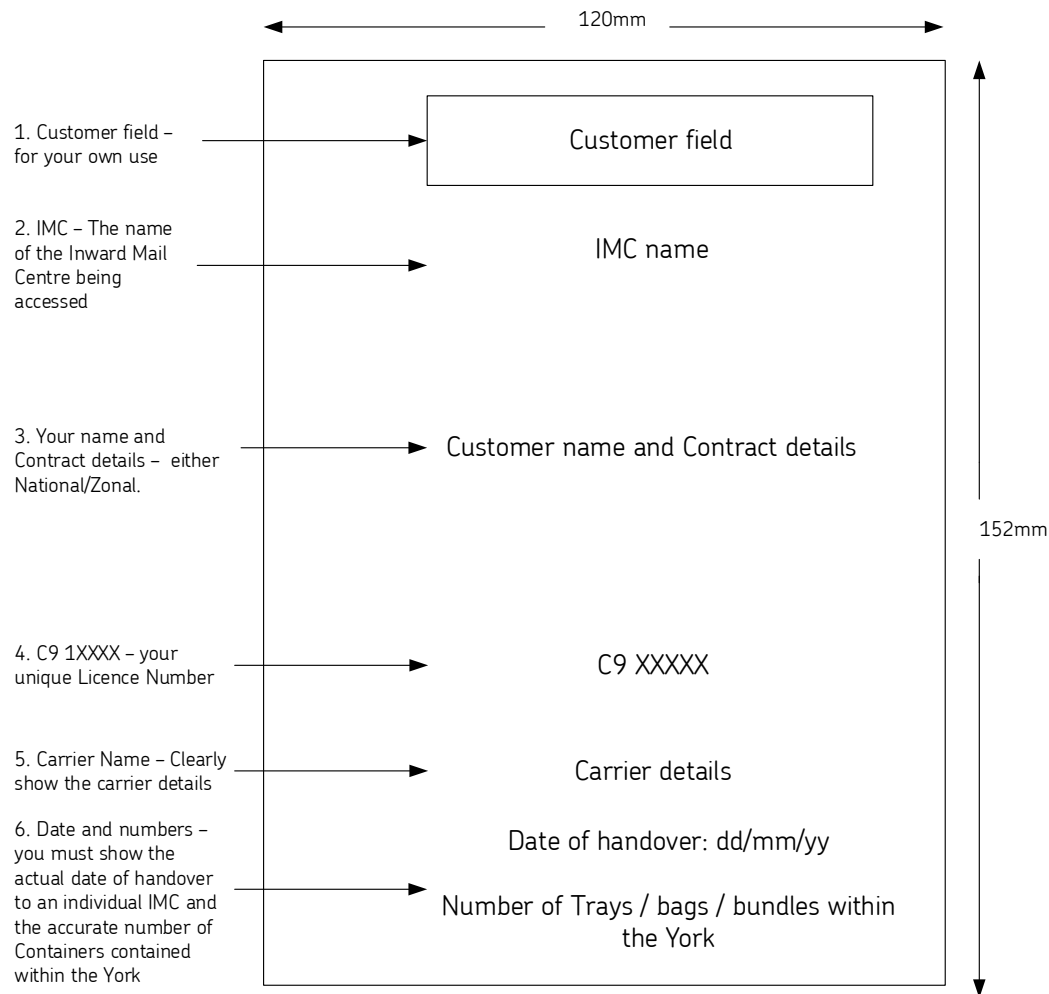 120mm
1. Customer field –
for your own use
Customer field
2. IMC – The name
of the Inward Mail
Centre being
accessed
IMC name
3. Your name and
Contract details –  either
National/Zonal.
Customer name and Contract details
152mm
4. C9 1XXXX – your
unique Licence Number
C9 XXXXX
5. Carrier Name – Clearly
show the carrier details
Carrier details
6. Date and numbers –
you must show the
actual date of handover
to an individual IMC and
the accurate number of
Containers contained
within the York
Date of handover: dd/mm/yy
Number of Trays / bags / bundles within
the York